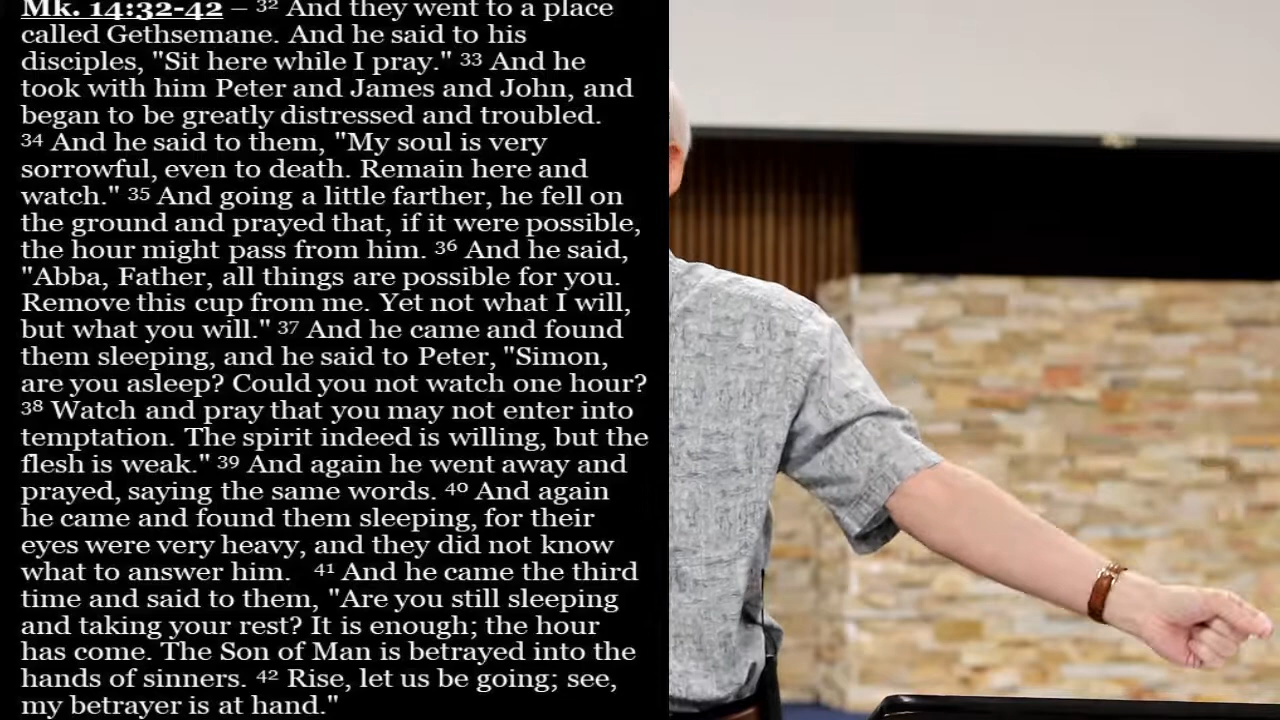 Mk. 14:32-42 – ³² And they went to a place
called Gethsemane. And he said to his
disciples, "Sit here while I pray." ³³ And he
took with him Peter and James and John, and
began to be greatly distressed and troubled.
³⁴ And he said to them, "My soul is very
sorrowful, even to death. Remain here and
watch." ³⁵ And going a little farther, he fell on
the ground and prayed that, if it were possible,
the hour might pass from him. ³⁶ And he said,
"Abba, Father, all things are possible for you.
Remove this cup from me. Yet not what I will,
but what you will." ³⁷ And he came and found
them sleeping, and he said to Peter, "Simon,
are you asleep? Could you not watch one hour?
³⁸ Watch and pray that you may not enter into
temptation. The spirit indeed is willing, but the
flesh is weak." ³⁹ And again he went away and
prayed, saying the same words. ⁴⁰ And again
he came and found them sleeping, for their
eyes were very heavy, and they did not know
what to answer him. ⁴¹ And he came the third
time and said to them, "Are you still sleeping
and taking your rest? It is enough; the hour
has come. The Son of Man is betrayed into the
hands of sinners. ⁴² Rise, let us be going; see,
my betrayer is at hand."